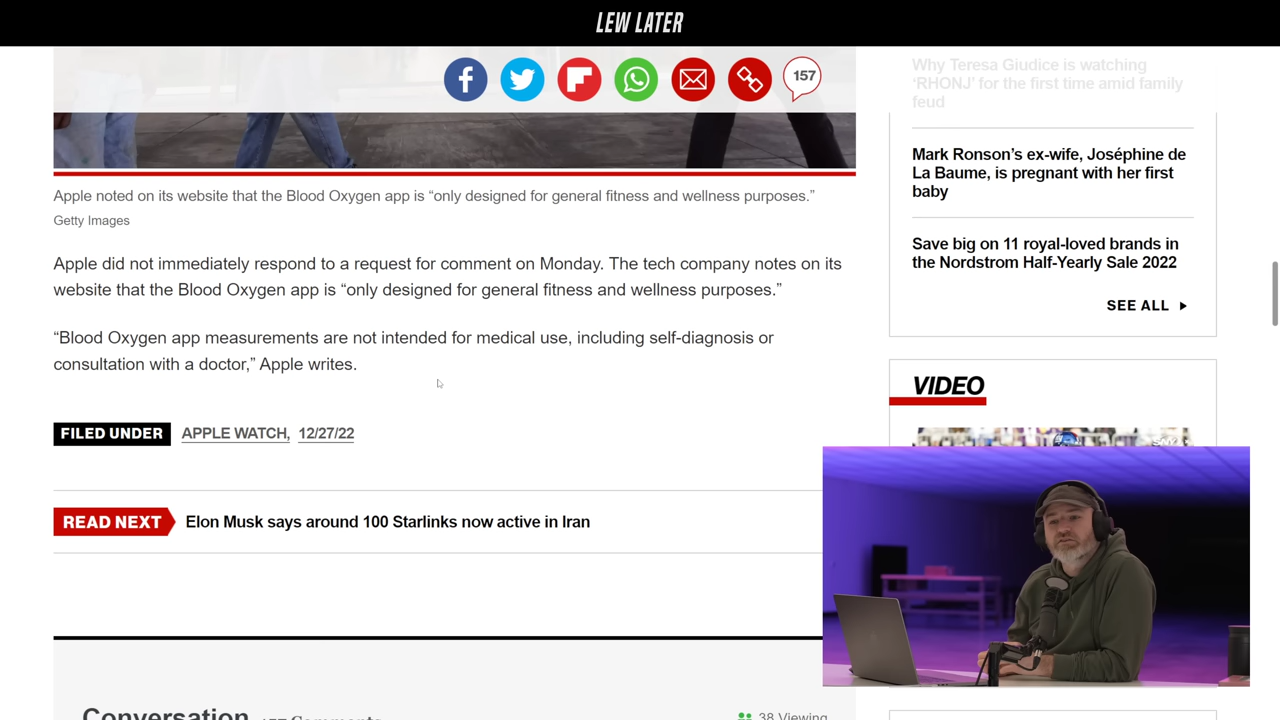 LEW LATER
157
Apple noted on its website that the Blood Oxygen app is “only designed for general fitness and wellness purposes.”
Getty Images
Apple did not immediately respond to a request for comment on Monday. The tech company notes on its
website that the Blood Oxygen app is “only designed for general fitness and wellness purposes.”
“Blood Oxygen app measurements are not intended for medical use, including self-diagnosis or
consultation with a doctor,” Apple writes.
FILED UNDER APPLE WATCH, 12/27/22
READ NEXT Elon Musk says around 100 Starlinks now active in Iran
Conversation 157 Comments
38 Viewing
Why Teresa Giudice is watching
‘RHONJ’ for the first time amid family
feud
Mark Ronson’s ex-wife, Joséphine de
La Baume, is pregnant with her first
baby
Save big on 11 royal-loved brands in
the Nordstrom Half-Yearly Sale 2022
SEE ALL
VIDEO